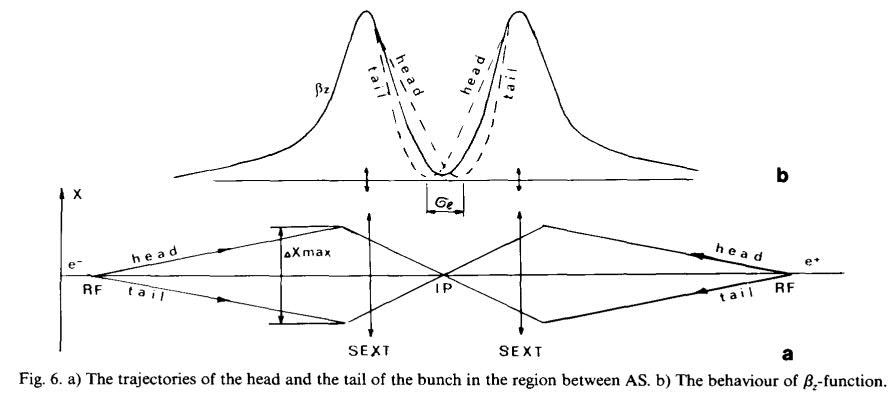 head
head
tail
tail
βz
b
σℓ
X
head
ΔXmax
head
e⁻
e⁺
RF
IP
RF
tail
tail
SEXT
SEXT
a
Fig. 6. a) The trajectories of the head and the tail of the bunch in the region between AS. b) The behaviour of βz-function.